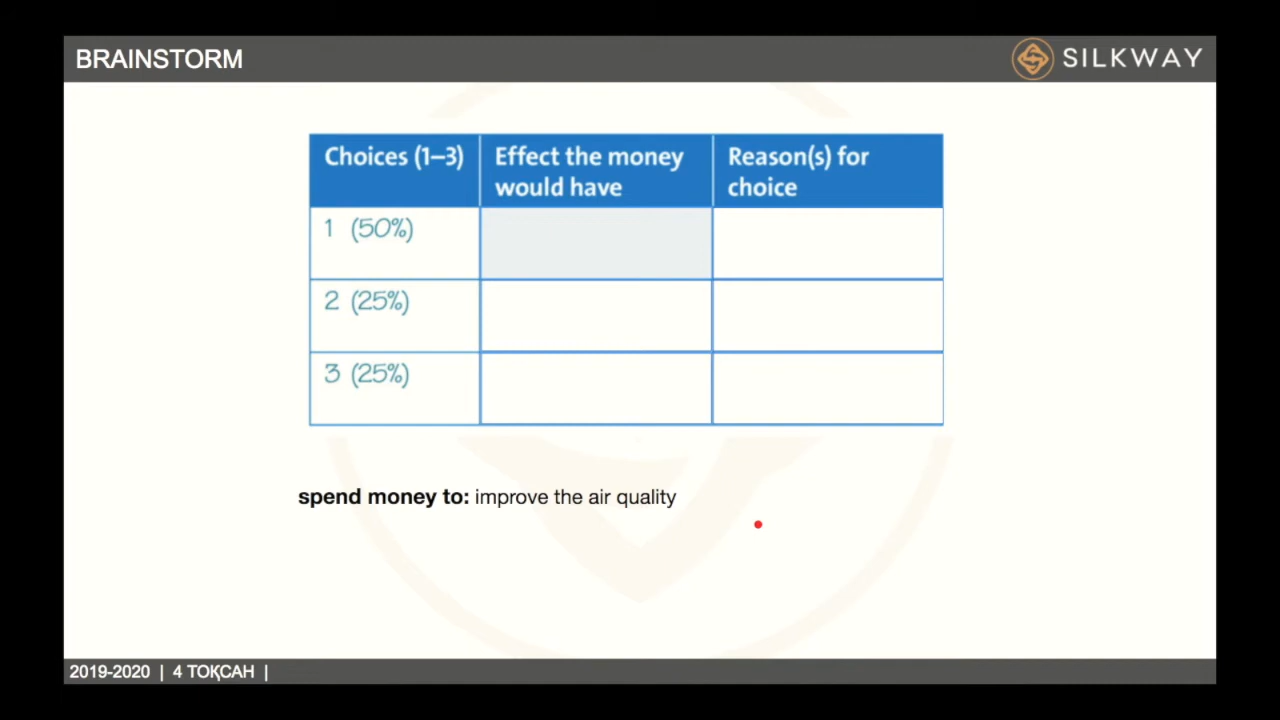 BRAINSTORM
SILKWAY
Choices (1–3)
Effect the money
would have
Reason(s) for
choice
1 (50%)
2 (25%)
3 (25%)
spend money to: improve the air quality
2019-2020 | 4 ТОҚСАН |